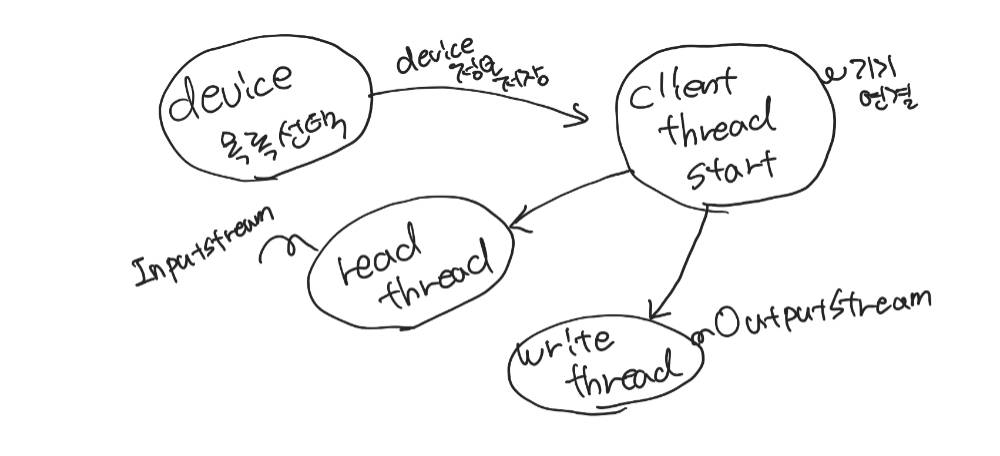 device
목록선택
device
정보
저장
client
thread
start
기기
연결
Inputstream
read
thread
write
thread
OutputStream